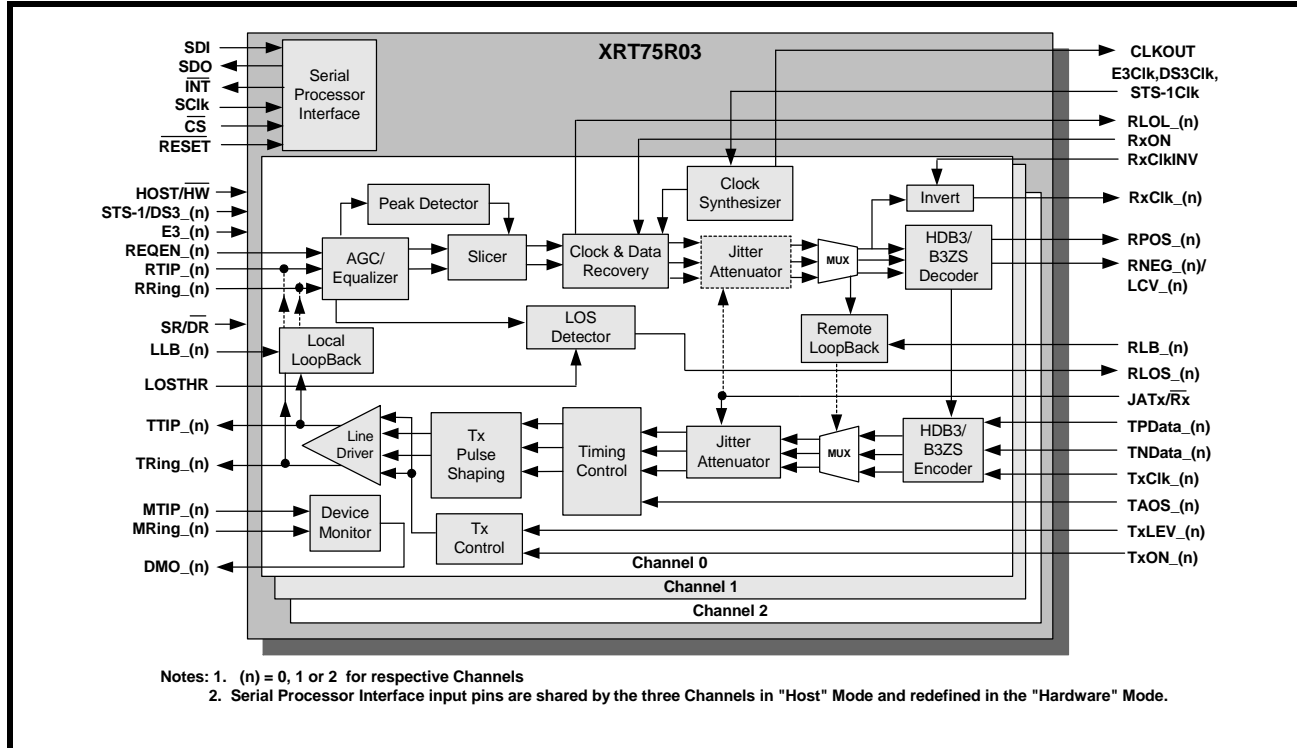 XRT75R03
SDI
SDO
INT
SClk
CS
RESET
Serial
Processor
Interface
CLKOUT
E3Clk,DS3Clk,
STS-1Clk
RLOL_(n)
RxON
RxClkINV
RxClk_(n)
RPOS_(n)
RNEG_(n)/
LCV_(n)
RLB_(n)
RLOS_(n)
JATx/Rx
TPData_(n)
TNData_(n)
TxClk_(n)
TAOS_(n)
TxLEV_(n)
TxON_(n)
HOST/HW
STS-1/DS3_(n)
E3_(n)
REQEN_(n)
RTIP_(n)
RRing_(n)
SR/DR
LLB_(n)
LOSTHR
TTIP_(n)
TRing_(n)
MTIP_(n)
MRing_(n)
DMO_(n)
Peak Detector
AGC/
Equalizer
Slicer
Clock & Data
Recovery
Clock
Synthesizer
Jitter
Attenuator
MUX
Invert
HDB3/
B3ZS
Decoder
LOS
Detector
Remote
LoopBack
Local
LoopBack
Line
Driver
Tx
Pulse
Shaping
Timing
Control
Jitter
Attenuator
MUX
HDB3/
B3ZS
Encoder
Device
Monitor
Tx
Control
Channel 0
Channel 1
Channel 2
Notes: 1. (n) = 0, 1 or 2 for respective Channels
2. Serial Processor Interface input pins are shared by the three Channels in "Host" Mode and redefined in the "Hardware" Mode.